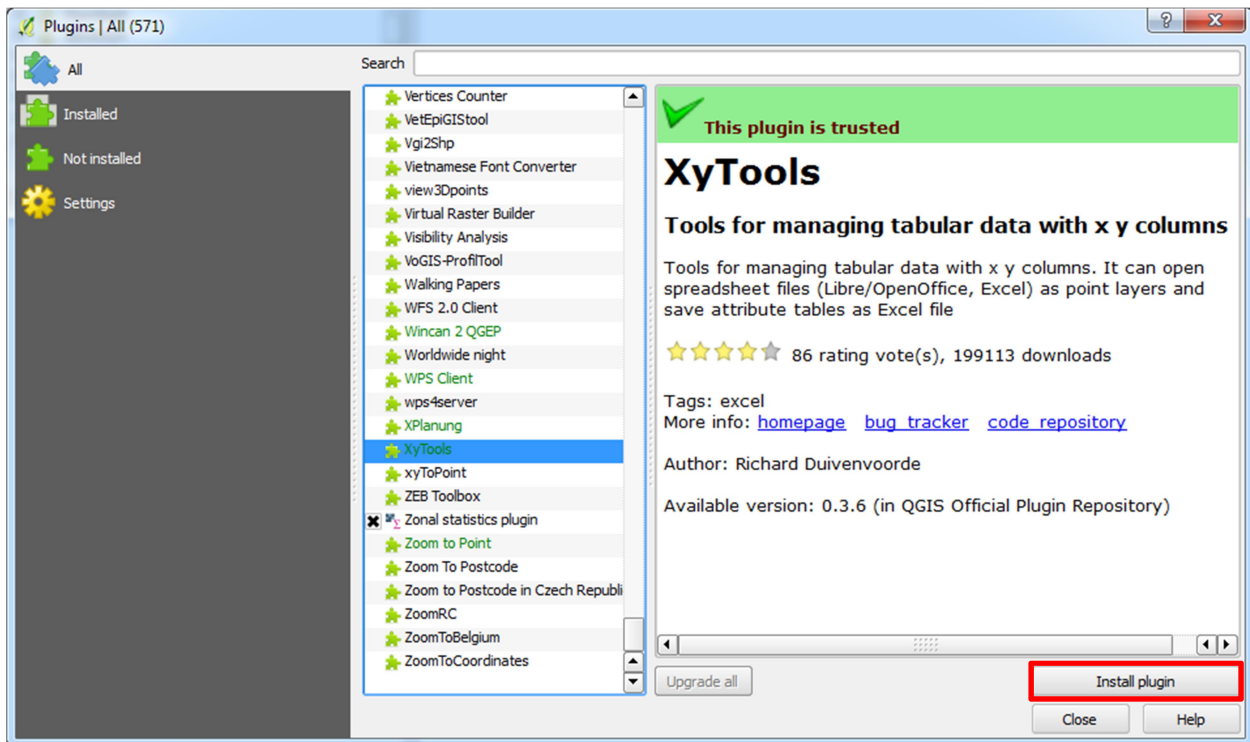 Plugins | All (571)
All
Installed
Not installed
Settings
Search
Vertices Counter
VetEpiGIStool
Vgi2Shp
Vietnamese Font Converter
view3Dpoints
Virtual Raster Builder
Visibility Analysis
VoGIS-ProfilTool
Walking Papers
WFS 2.0 Client
Wincan 2 QGEP
Worldwide night
WPS Client
wps4server
XPlanung
XyTools
xyToPoint
ZEB Toolbox
Zonal statistics plugin
Zoom to Point
Zoom To Postcode
Zoom to Postcode in Czech Republi
ZoomRC
ZoomToBelgium
ZoomToCoordinates
This plugin is trusted
XyTools
Tools for managing tabular data with x y columns
Tools for managing tabular data with x y columns. It can open
spreadsheet files (Libre/OpenOffice, Excel) as point layers and
save attribute tables as Excel file
86 rating vote(s), 199113 downloads
Tags: excel
More info: homepage bug tracker code repository
Author: Richard Duivenvoorde
Available version: 0.3.6 (in QGIS Official Plugin Repository)
Upgrade all
Install plugin
Close
Help